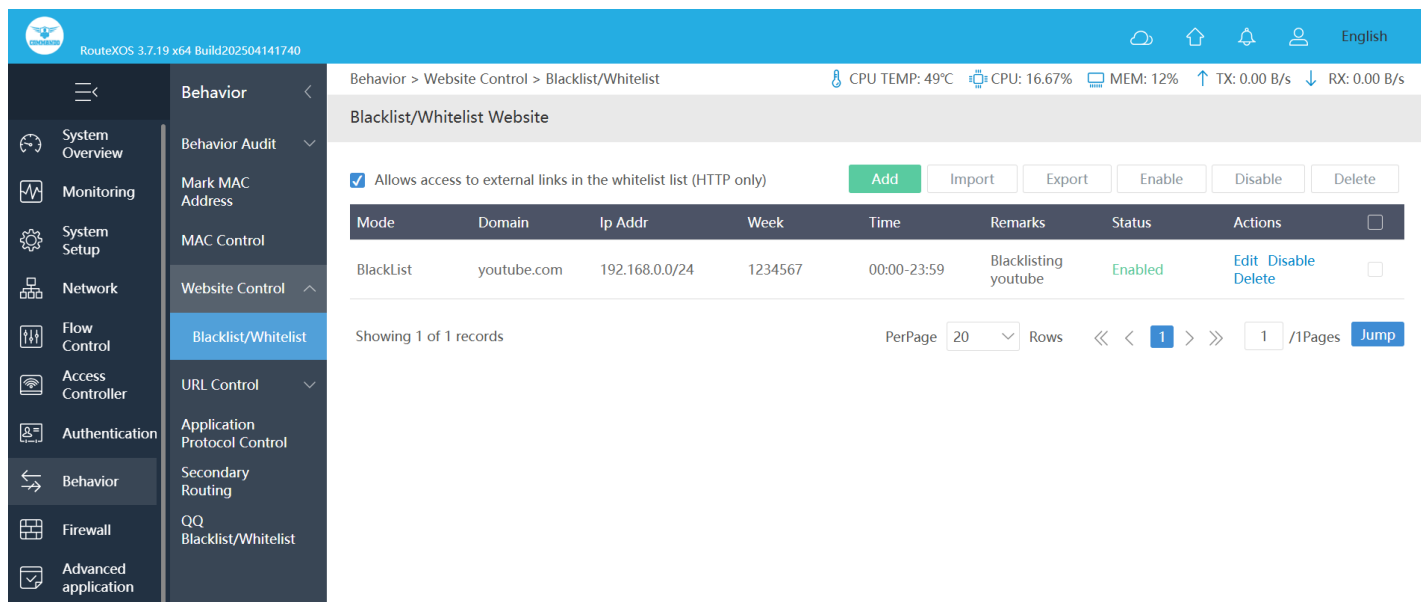 COMMANDO
RouteXOS 3.7.19 x64 Build202504141740
English
Behavior
Behavior > Website Control > Blacklist/Whitelist
CPU TEMP: 49℃
CPU: 16.67%
MEM: 12%
TX: 0.00 B/s
RX: 0.00 B/s
System
Overview
Monitoring
System
Setup
Network
Flow
Control
Access
Controller
Authentication
Behavior
Firewall
Advanced
application
Behavior Audit
Mark MAC
Address
MAC Control
Website Control
Blacklist/Whitelist
URL Control
Application
Protocol Control
Secondary
Routing
QQ
Blacklist/Whitelist
Blacklist/Whitelist Website
Allows access to external links in the whitelist list (HTTP only)
Add Import Export Enable Disable Delete
Mode Domain Ip Addr Week Time Remarks Status Actions
BlackList youtube.com 192.168.0.0/24 1234567 00:00-23:59 Blacklisting
youtube
Enabled
Edit Disable
Delete
Showing 1 of 1 records
PerPage 20 Rows
1
1 /1Pages Jump